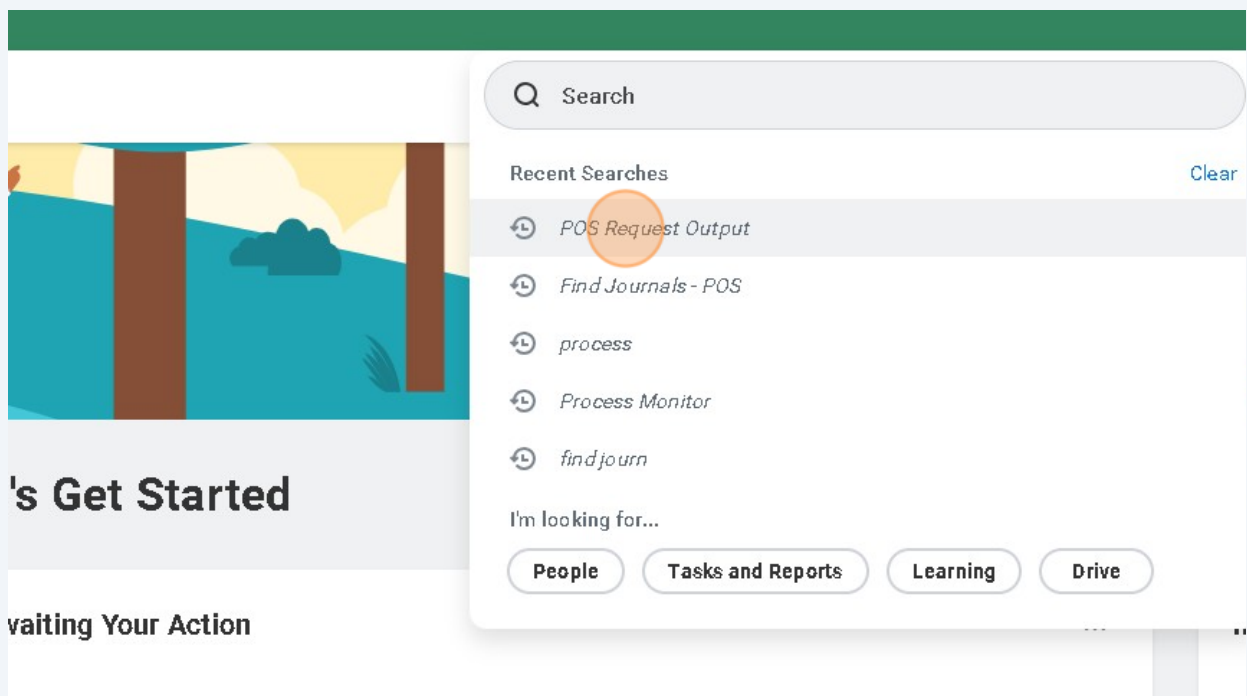 Search
Recent Searches
Clear
POS Request Output
Find Journals - POS
process
Process Monitor
find journ
I'm looking for...
People
Tasks and Reports
Learning
Drive
's Get Started
waiting Your Action
...